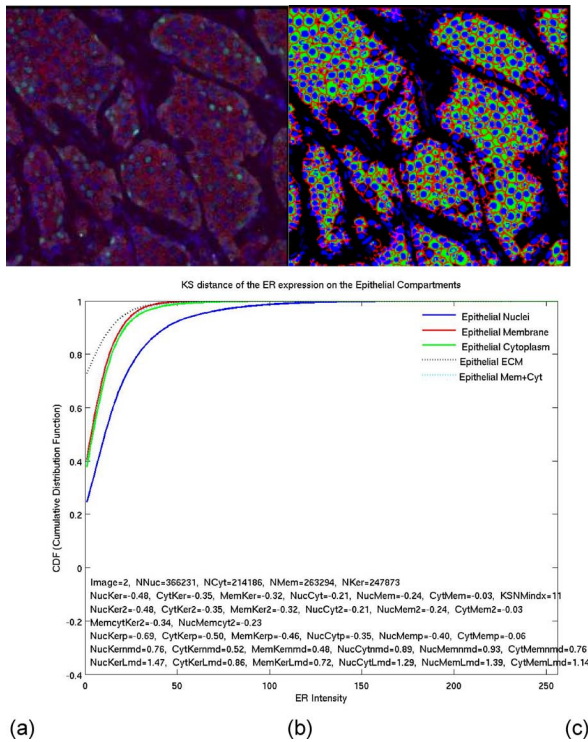 KS distance of the ER expression on the Epithelial Compartments
1
0.8
0.6
0.4
0.2
0
-0.2
-0.4
CDF (Cumulative Distribution Function)
Epithelial Nuclei
Epithelial Membrane
Epithelial Cytoplasm
Epithelial ECM
Epithelial Mem+Cyt
Image=2, NNuc=366231, NCyt=214186, NMem=263294, NKer=247873
NucKer=-0.48, CytKer=-0.35, MemKer=-0.32, NucCyt=-0.21, NucMem=-0.24, CytMem=-0.03, KSNMindx=11
NucKer2=-0.48, CytKer2=-0.35, MemKer2=-0.32, NucCyt2=-0.21, NucMem2=-0.24, CytMem2=-0.03
MemcytKer2=-0.34, NucMemcyt2=-0.23
NucKerp=-0.69, CytKerp=-0.50, MemKerp=-0.46, NucCytp=-0.35, NucMemp=-0.40, CytMemp=-0.06
NucKernmd=0.76, CytKernmd=0.52, MemKernmd=0.48, NucCytnmd=0.89, NucMemnmd=0.93, CytMemnmd=0.76
NucKerLmd=1.47, CytKerLmd=0.86, MemKerLmd=0.72, NucCytLmd=1.29, NucMemLmd=1.39, CytMemLmd=1.14
0 50 100 150 200 250
ER Intensity
(a) (b) (c)